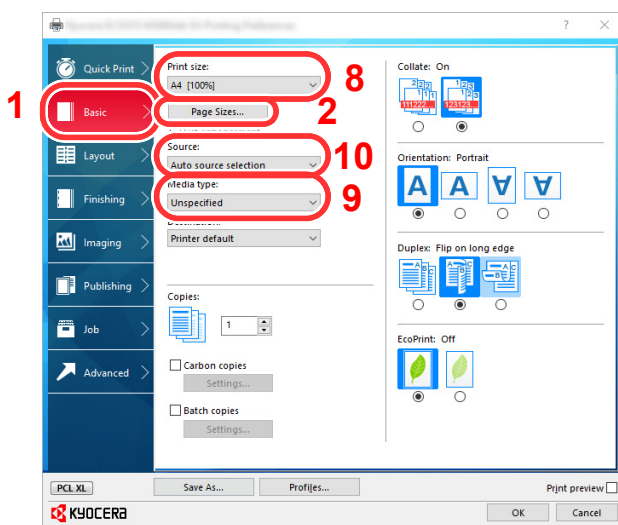 ? ×
Quick Print
Basic
Layout
Finishing
Imaging
Publishing
Job
Advanced
1
Print size:
A4 [100%]
8
Page Sizes...
2
Source:
Auto source selection
10
Media type:
Unspecified
9
Printer default
Copies:
1
Carbon copies
Settings...
Batch copies
Settings...
Collate: On
Orientation: Portrait
A A A A
Duplex: Flip on long edge
EcoPrint: Off
PCL XL
Save As...
Profiles...
Print preview
KYOCERA
OK
Cancel